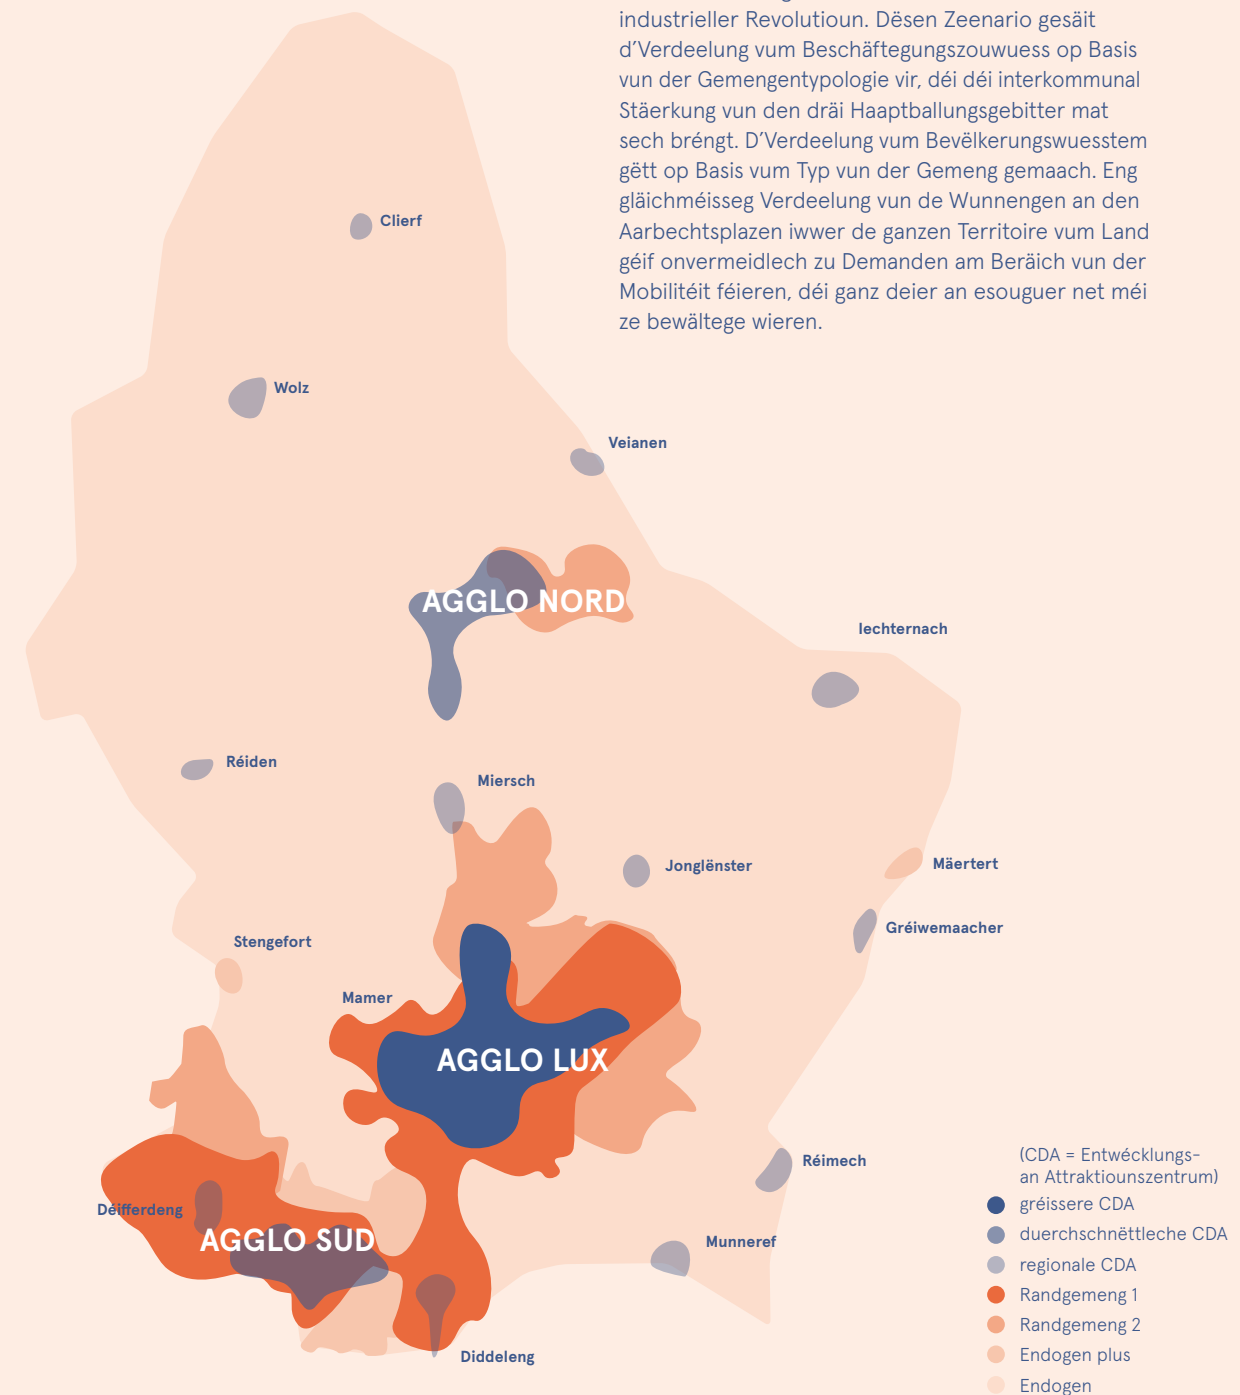 industrieller Revolutioun. Dësen Zeenario gesäit
d’Verdeelung vum Beschäftegungszouwuess op Basis
vun der Gemengentypologie vir, déi déi interkommunal
Stäerkung vun den dräi Haaptballungsgebitter mat
sech bréngt. D’Verdeelung vum Bevëlkerungswuesstem
gëtt op Basis vum Typ vun der Gemeng gemaach. Eng
gläichméisseg Verdeelung vun de Wunnengen an den
Aarbechtsplazen iwwer de ganzen Territoire vum Land
géif onvermeidlech zu Demanden am Beräich vun der
Mobilitéit féieren, déi ganz deier an esouguer net méi
ze bewältege wieren.
Clierf
Wolz
Veianen
AGGLO NORD
Iechternach
Réiden
Miersch
Jonglënster
Mäertert
Gréiwemaacher
Stengefort
Mamer
AGGLO LUX
Réimech
Déifferdeng
AGGLO SUD
Munneref
Diddeleng
(CDA = Entwécklungs-
an Attraktiounszentrum)
gréissere CDA
duerchschnëttleche CDA
regionale CDA
Randgemeng 1
Randgemeng 2
Endogen plus
Endogen